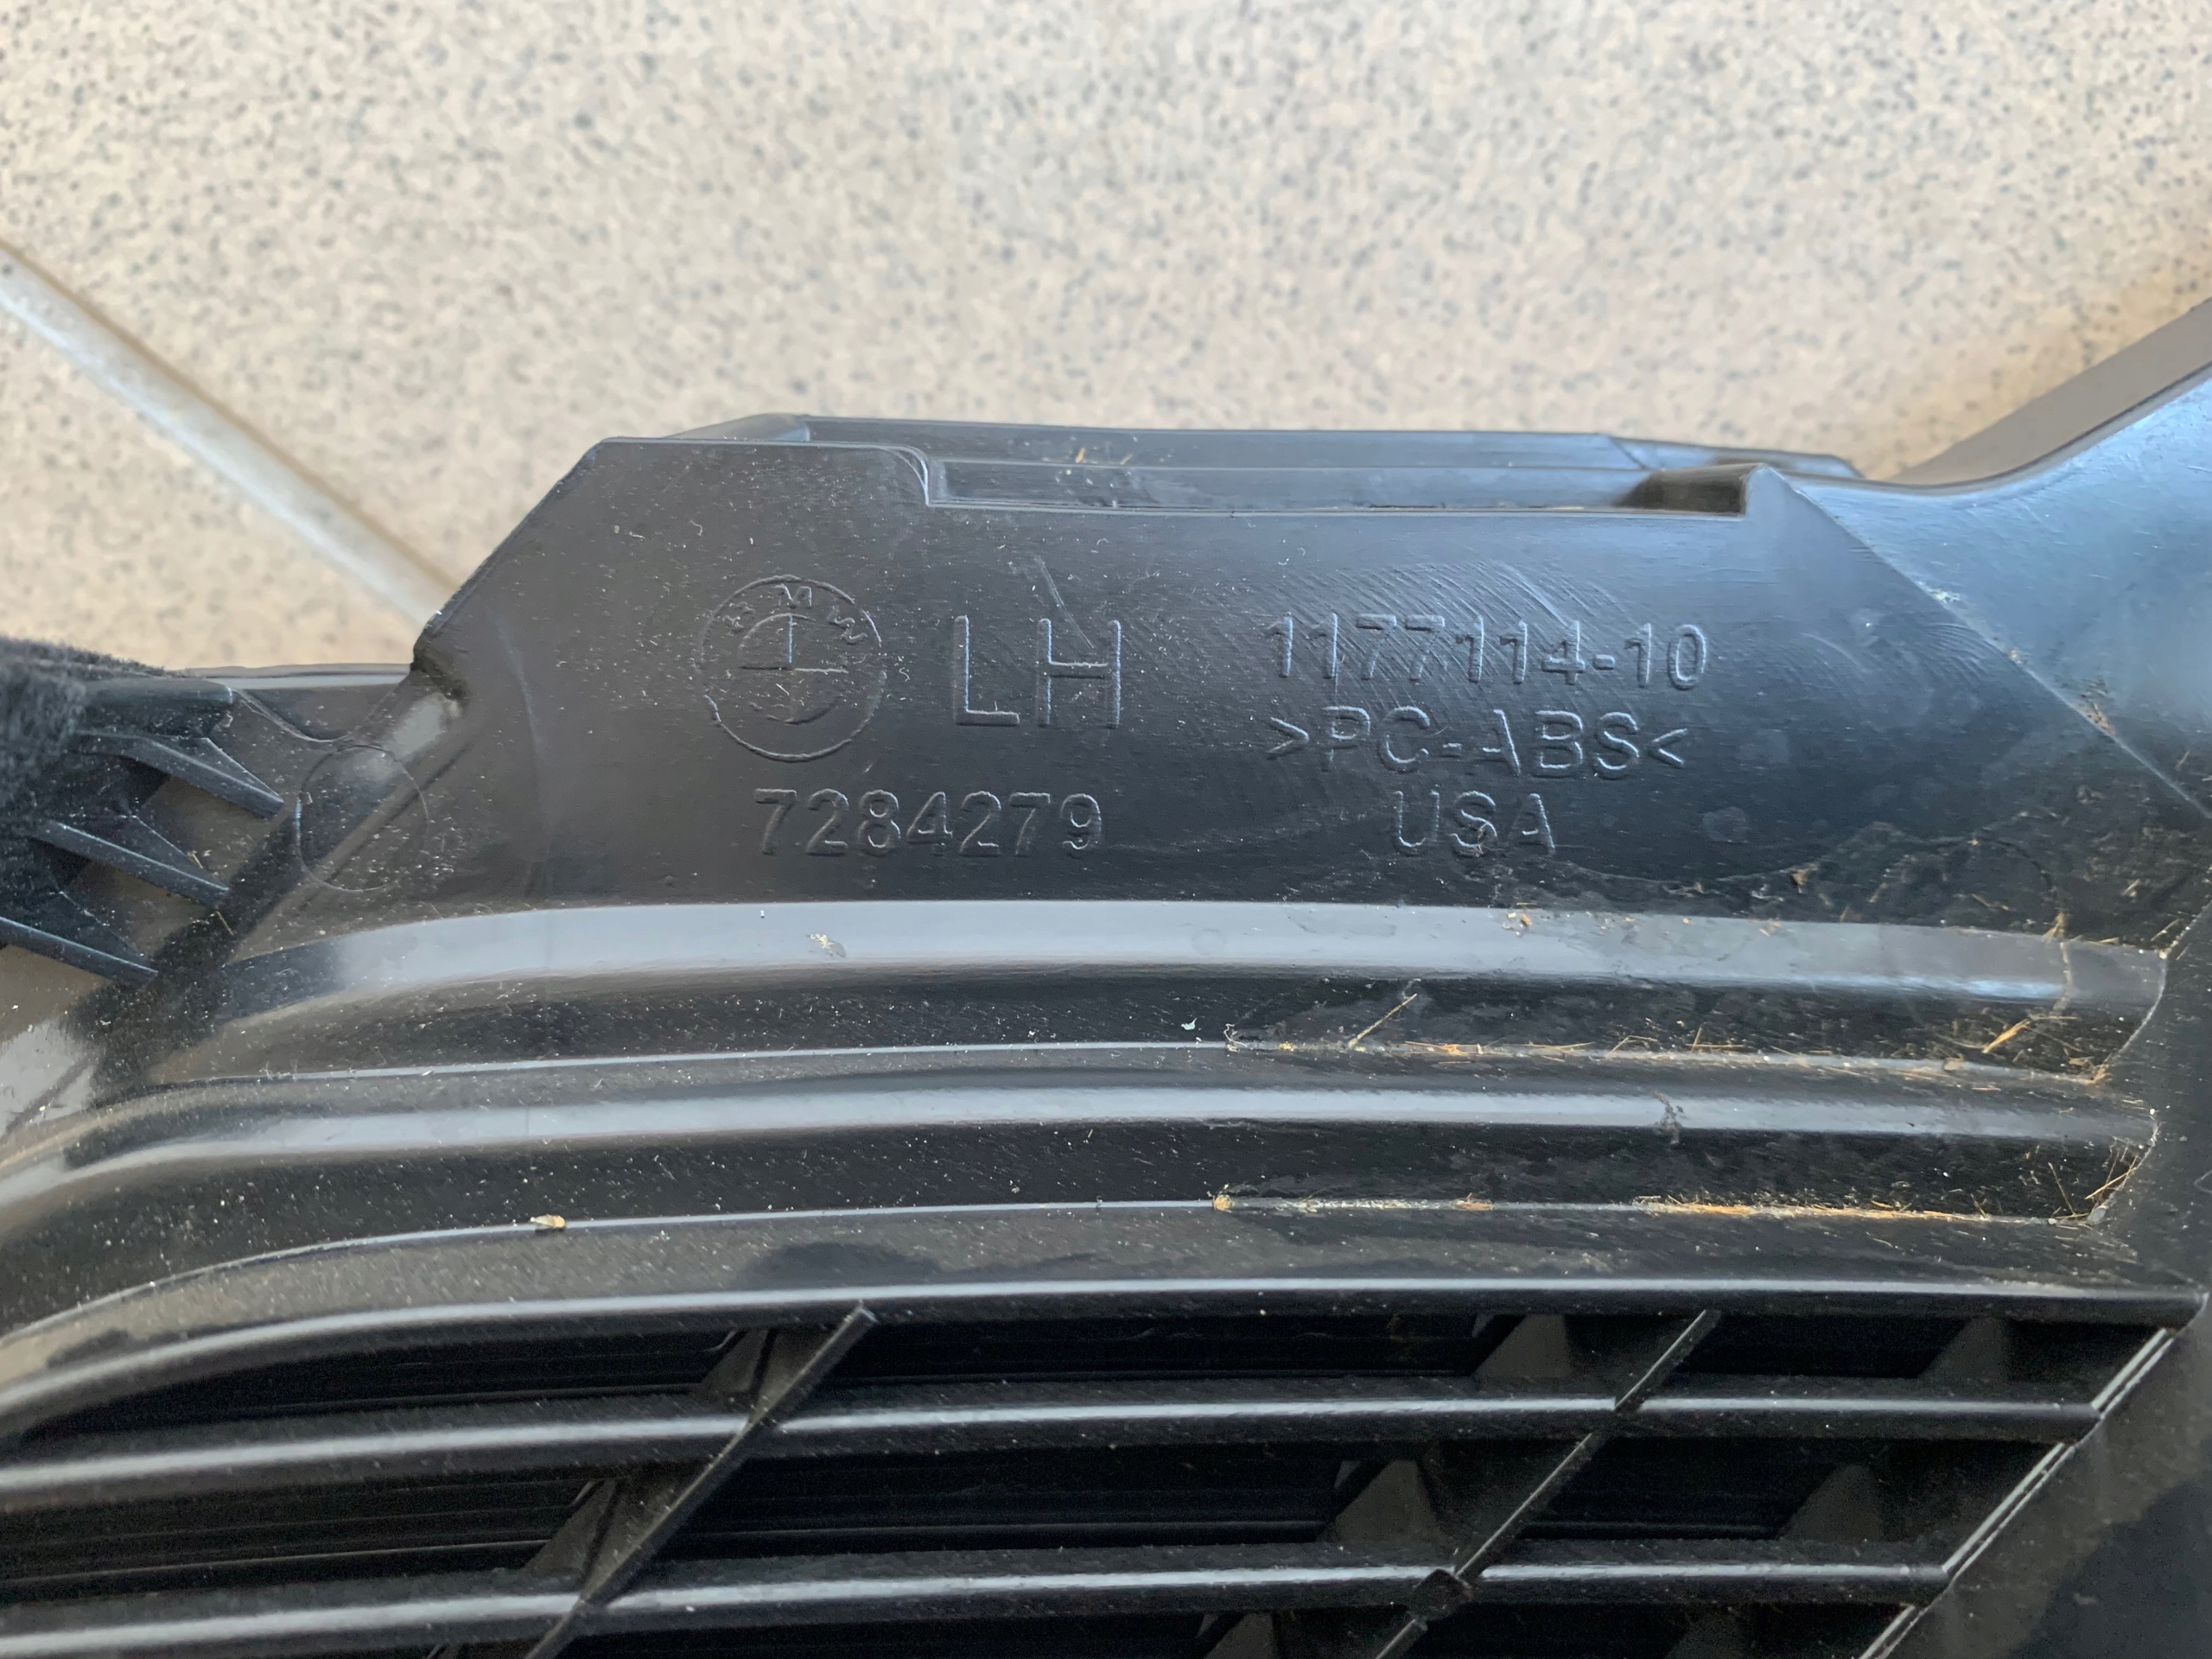 BMW
LH
7284279
1177114-10
>PC-ABS<
USA